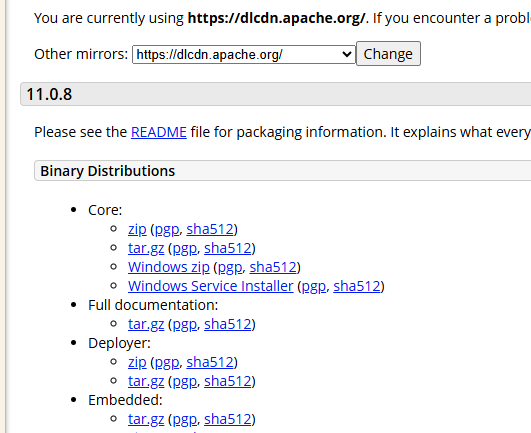 You are currently using https://dlcdn.apache.org/. If you encounter a
Other mirrors: https://dlcdn.apache.org/ Change
11.0.8
Please see the README file for packaging information. It explains what every
Binary Distributions
Core:
zip (pgp, sha512)
tar.gz (pgp, sha512)
Windows zip (pgp, sha512)
Windows Service Installer (pgp, sha512)
Full documentation:
tar.gz (pgp, sha512)
Deployer:
zip (pgp, sha512)
tar.gz (pgp, sha512)
Embedded:
tar.gz (pgp, sha512)